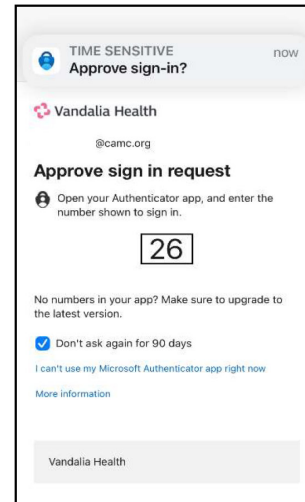 TIME SENSITIVE
now
Approve sign-in?
Vandalia Health
@camc.org
Approve sign in request
Open your Authenticator app, and enter the
number shown to sign in.
26
No numbers in your app? Make sure to upgrade to
the latest version.
Don't ask again for 90 days
I can't use my Microsoft Authenticator app right now
More information
Vandalia Health